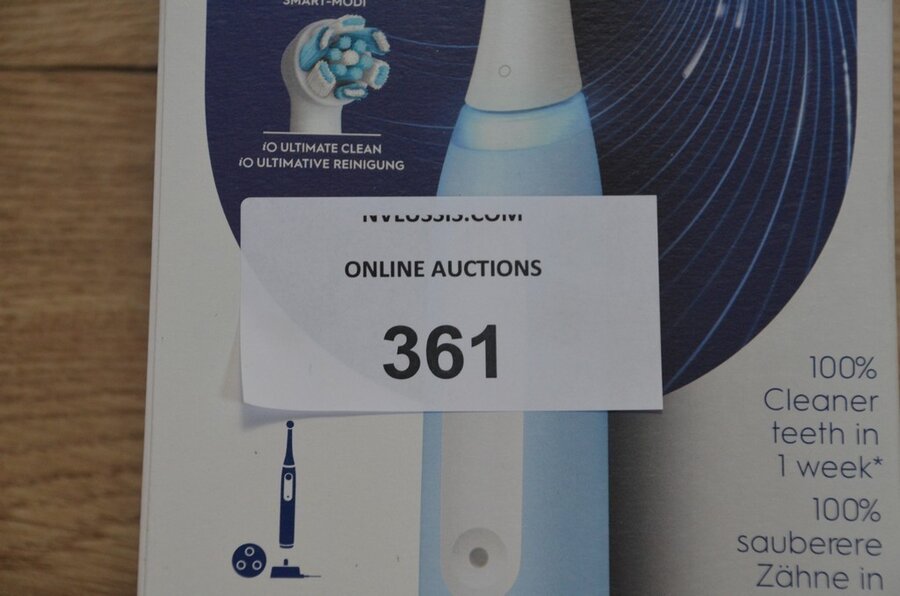 SMART-MODI
iO ULTIMATE CLEAN
iO ULTIMATIVE REINIGUNG
ONLINE AUCTIONS
361
100%
Cleaner
teeth in
1 week*
100%
sauberere
Zähne in